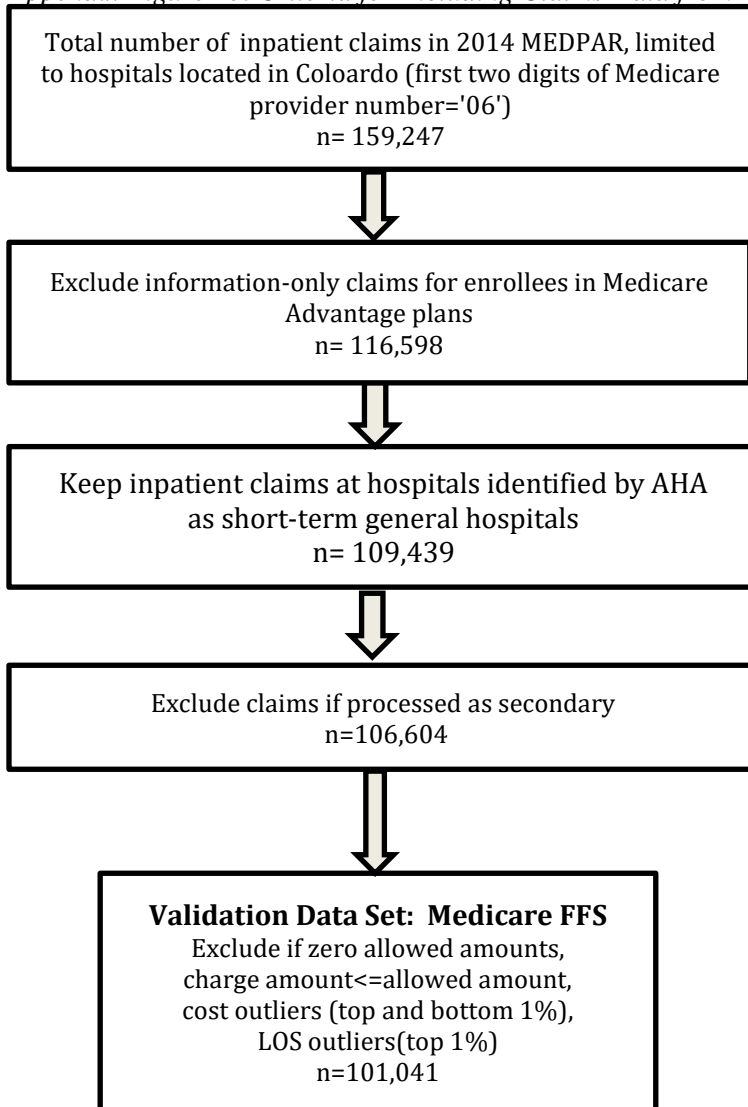 Total number of inpatient claims in 2014 MEDPAR, limited
to hospitals located in Coloardo (first two digits of Medicare
provider number='06')
n= 159,247
Exclude information-only claims for enrollees in Medicare
Advantage plans
n= 116,598
Keep inpatient claims at hospitals identified by AHA
as short-term general hospitals
n= 109,439
Exclude claims if processed as secondary
n=106,604
Validation Data Set: Medicare FFS
Exclude if zero allowed amounts,
charge amount<=allowed amount,
cost outliers (top and bottom 1%),
LOS outliers(top 1%)
n=101,041